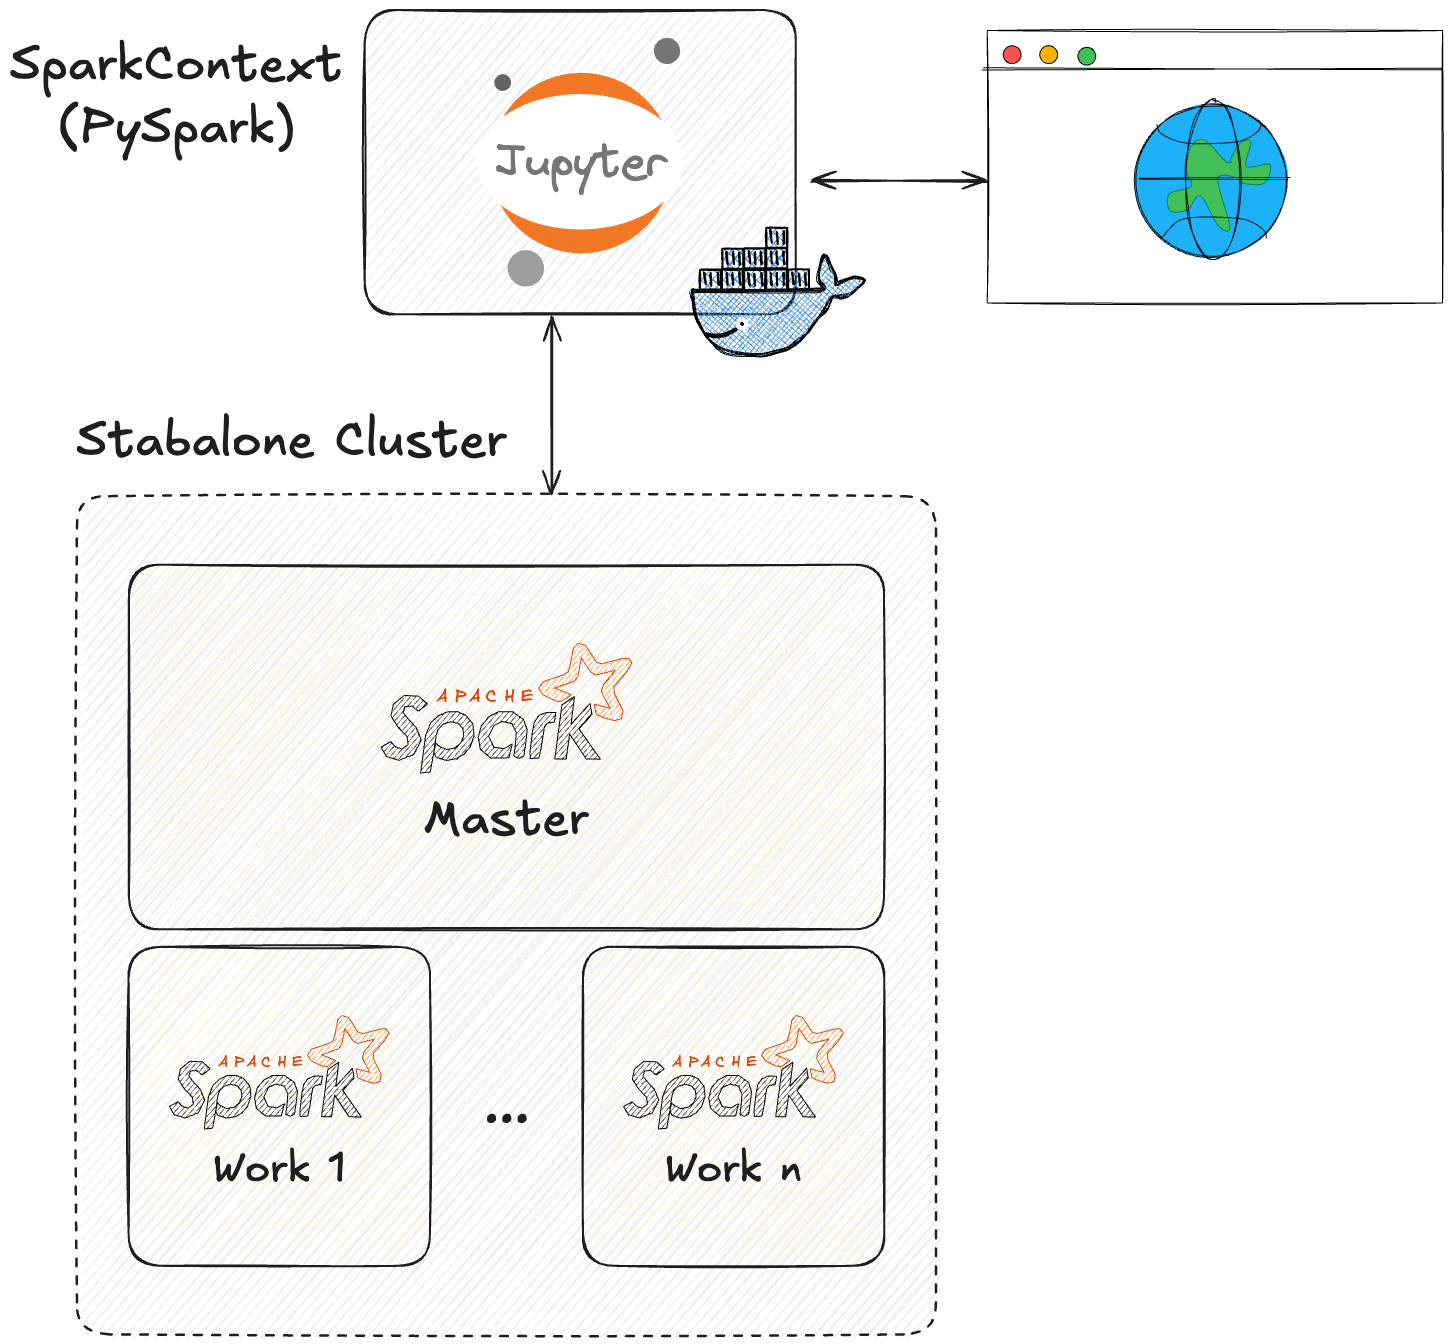 SparkContext
(PySpark)
Jupyter
Stabalone Cluster
APACHE
Spark
Master
APACHE
Spark
Work 1
...
APACHE
Spark
Work n